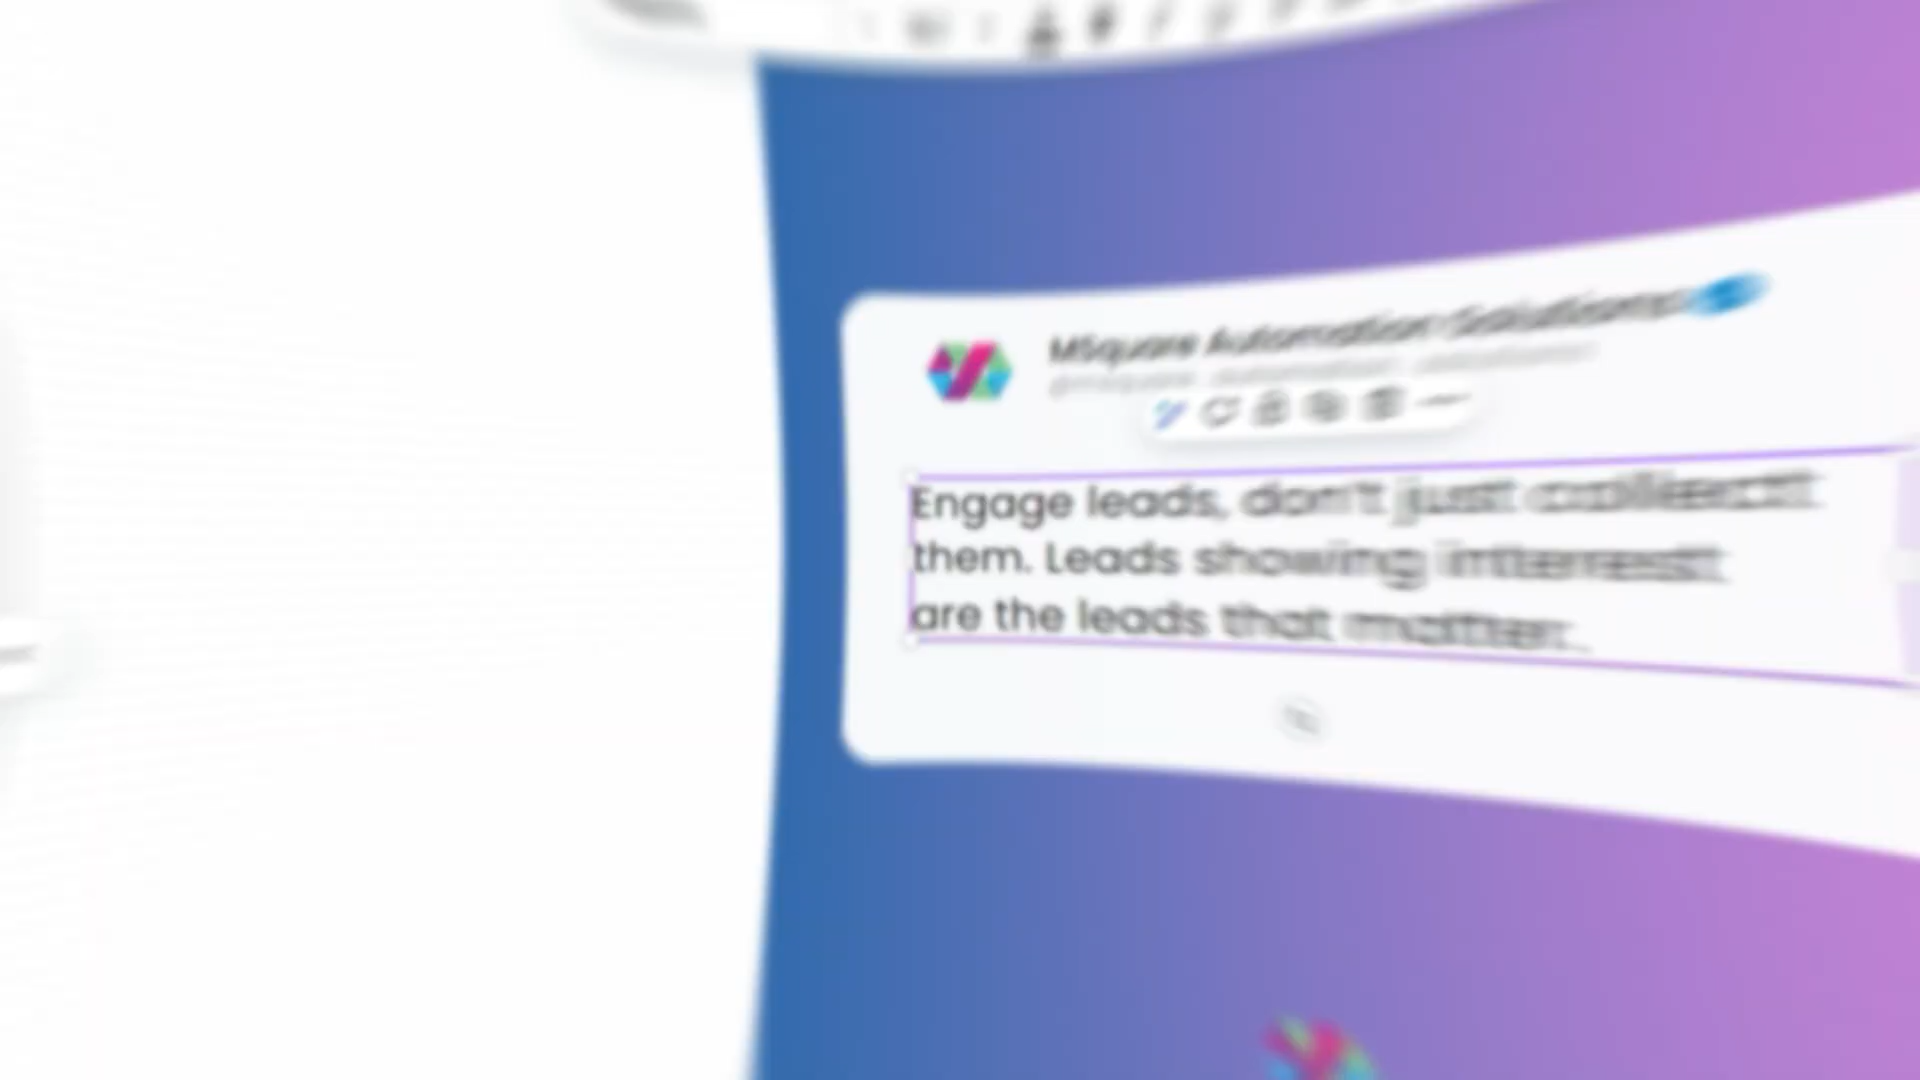 MSquare Automation Solutions
Engage leads, don't just collect
them. Leads showing interest
are the leads that matter.